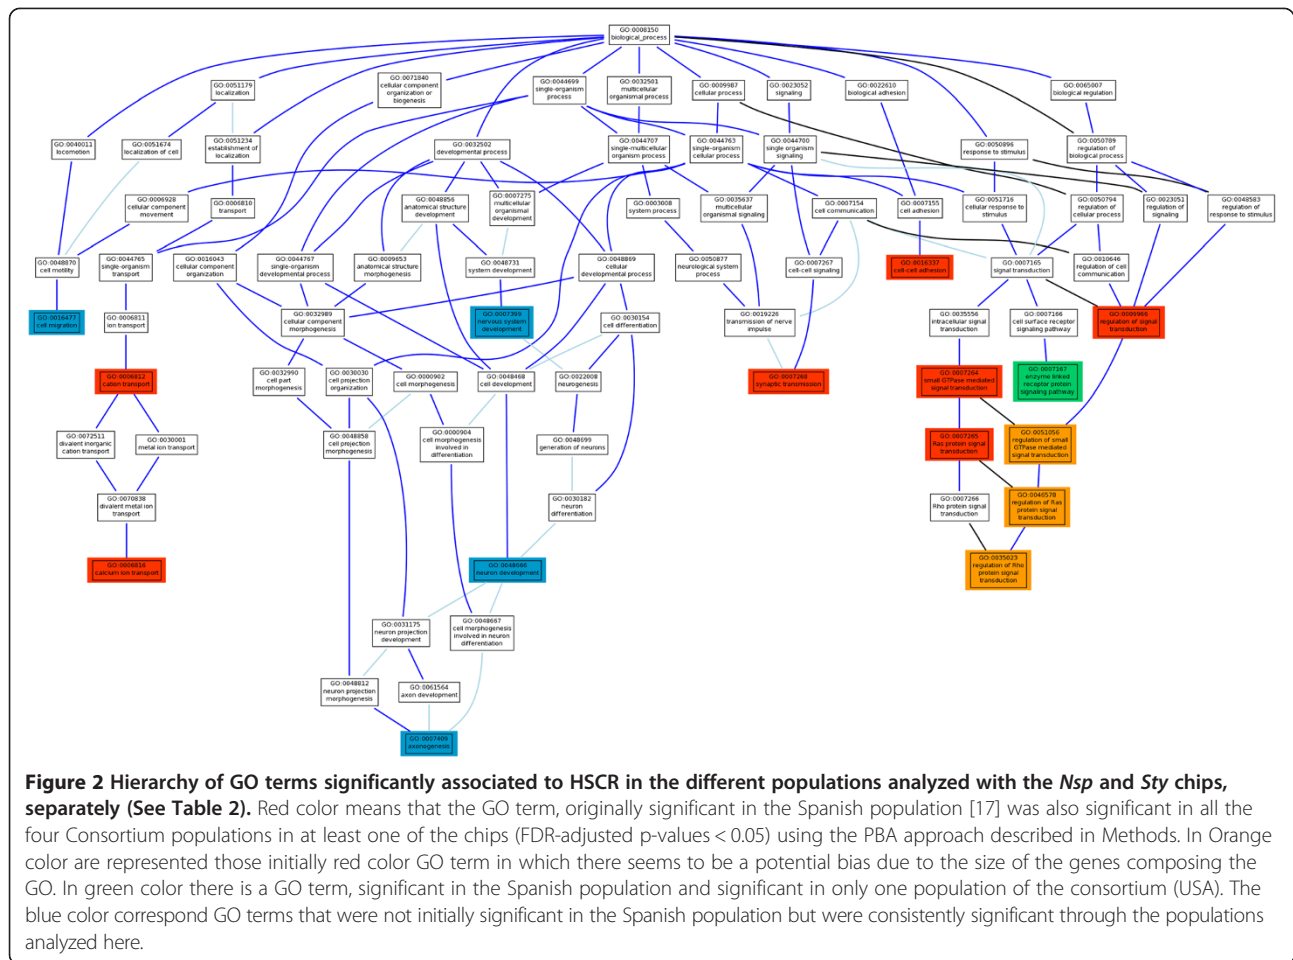 GO:0008150
biological_process
GO:0051179
localization
GO:0071840
cellular component
organization or
biogenesis
GO:0044699
single-organism
process
GO:0032501
multicellular
organismal process
GO:0009987
cellular process
GO:0023052
signaling
GO:0022610
biological adhesion
GO:0065007
biological regulation
GO:0040011
locomotion
GO:0051674
localization of cell
GO:0051234
establishment of
localization
GO:0032502
developmental process
GO:0044707
single-multicellular
organism process
GO:0044763
single-organism
cellular process
GO:0044700
single organism
signaling
GO:0050896
response to stimulus
GO:0050789
regulation of
biological process
GO:0006928
cellular component
movement
GO:0006810
transport
GO:0048856
anatomical structure
development
GO:0007275
multicellular
organismal development
GO:0003008
system process
GO:0035637
multicellular
organismal signaling
GO:0007154
cell communication
GO:0007155
cell adhesion
GO:0051716
cellular response to
stimulus
GO:0050794
regulation of
cellular process
GO:0023051
regulation of
signaling
GO:0048583
regulation of
response to stimulus
GO:0048870
cell motility
GO:0044765
single-organism
transport
GO:0016043
cellular component
organization
GO:0044767
single-organism
developmental process
GO:0009653
anatomical structure
morphogenesis
GO:0048731
system development
GO:0048869
cellular
developmental process
GO:0050877
neurological system
process
GO:0007267
cell-cell signaling
GO:0016337
cell-cell adhesion
GO:0007165
signal transduction
GO:0010646
regulation of cell
communication
GO:0016477
cell migration
GO:0006811
ion transport
GO:0032989
cellular component
morphogenesis
GO:0007399
nervous system
development
GO:0030154
cell differentiation
GO:0019226
transmission of nerve
impulse
GO:0035556
intracellular signal
transduction
GO:0007166
cell surface receptor
signaling pathway
GO:0009966
regulation of signal
transduction
GO:0006812
cation transport
GO:0032990
cell part
morphogenesis
GO:0030030
cell projection
organization
GO:0000902
cell morphogenesis
GO:0048468
cell development
GO:0022008
neurogenesis
GO:0007268
synaptic transmission
GO:0007264
small GTPase mediated
signal transduction
GO:0007167
enzyme linked
receptor protein
signaling pathway
GO:0072511
divalent inorganic
cation transport
GO:0030001
metal ion transport
GO:0048858
cell projection
morphogenesis
GO:0000904
cell morphogenesis
involved in
differentiation
GO:0048699
generation of neurons
GO:0007265
Ras protein signal
transduction
GO:0051056
regulation of small
GTPase mediated
signal transduction
GO:0070838
divalent metal ion
transport
GO:0030182
neuron
differentiation
GO:0007266
Rho protein signal
transduction
GO:0046578
regulation of Ras
protein signal
transduction
GO:0006816
calcium ion transport
GO:0048666
neuron development
GO:0035023
regulation of Rho
protein signal
transduction
GO:0031175
neuron projection
development
GO:0048667
cell morphogenesis
involved in neuron
differentiation
GO:0048812
neuron projection
morphogenesis
GO:0061564
axon development
GO:0007409
axonogenesis
Figure 2 Hierarchy of GO terms significantly associated to HSCR in the different populations analyzed with the Nsp and Sty chips,
separately (See Table 2). Red color means that the GO term, originally significant in the Spanish population [17] was also significant in all the
four Consortium populations in at least one of the chips (FDR-adjusted p-values < 0.05) using the PBA approach described in Methods. In Orange
color are represented those initially red color GO term in which there seems to be a potential bias due to the size of the genes composing the
GO. In green color there is a GO term, significant in the Spanish population and significant in only one population of the consortium (USA). The
blue color correspond GO terms that were not initially significant in the Spanish population but were consistently significant through the populations
analyzed here.